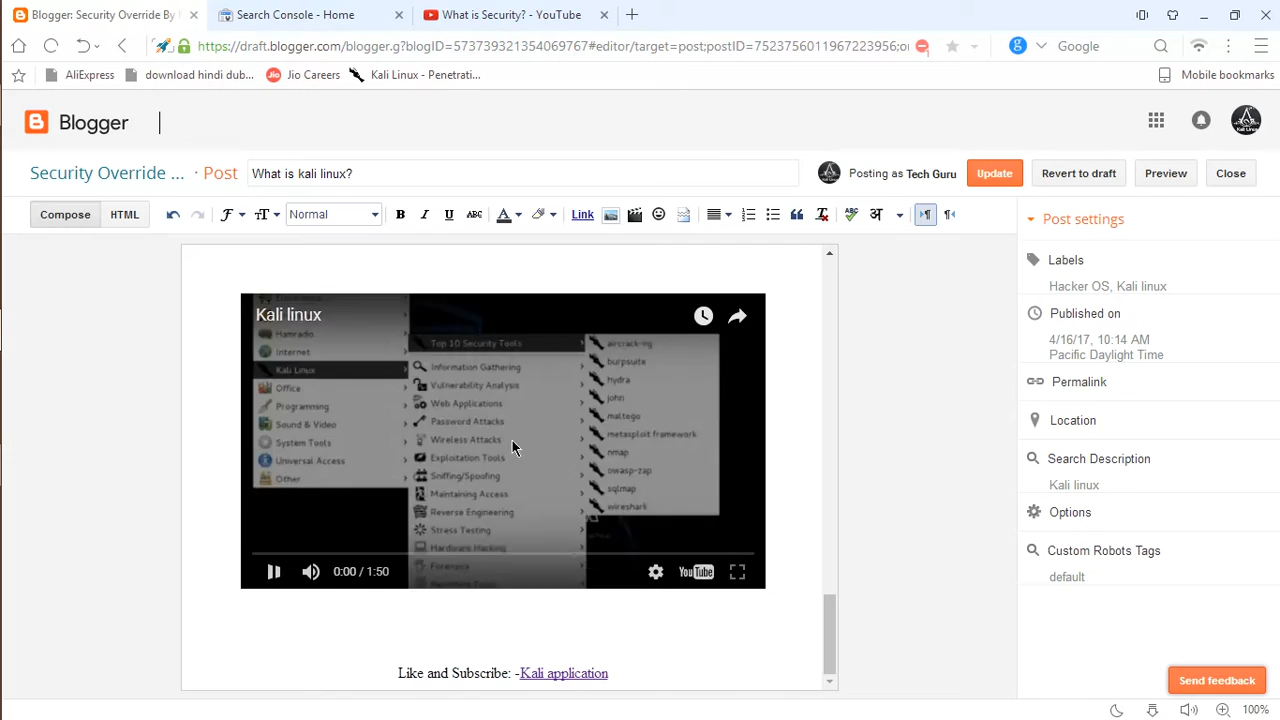 Blogger: Security Override By
Search Console - Home
What is Security? - YouTube
https://draft.blogger.com/blogger.g?blogID=573739321354069767#editor/target=post;postID=7523756011967223956;o
Google
AliExpress
download hindi dub...
Jio Careers
Kali Linux - Penetrati...
Mobile bookmarks
Blogger
Kali Linux
Security Override ... · Post
What is kali linux?
Posting as Tech Guru
Update
Revert to draft
Preview
Close
Compose
HTML
Normal
Link
Post settings
Labels
Hacker OS, Kali linux
Published on
4/16/17, 10:14 AM
Pacific Daylight Time
Permalink
Location
Search Description
Kali linux
Options
Custom Robots Tags
default
Send feedback
Kali linux
Hamradio
Internet
Kali Linux
Office
Programming
Sound & Video
System Tools
Universal Access
Other
Top 10 Security Tools
Information Gathering
Vulnerability Analysis
Web Applications
Password Attacks
Wireless Attacks
Exploitation Tools
Sniffing/Spoofing
Maintaining Access
Reverse Engineering
Stress Testing
Hardware Hacking
Forensics
aircrack-ng
burpsuite
hydra
john
maltego
metasploit framework
nmap
owasp-zap
sqlmap
wireshark
0:00 / 1:50
YouTube
Like and Subscribe: -Kali application
100%